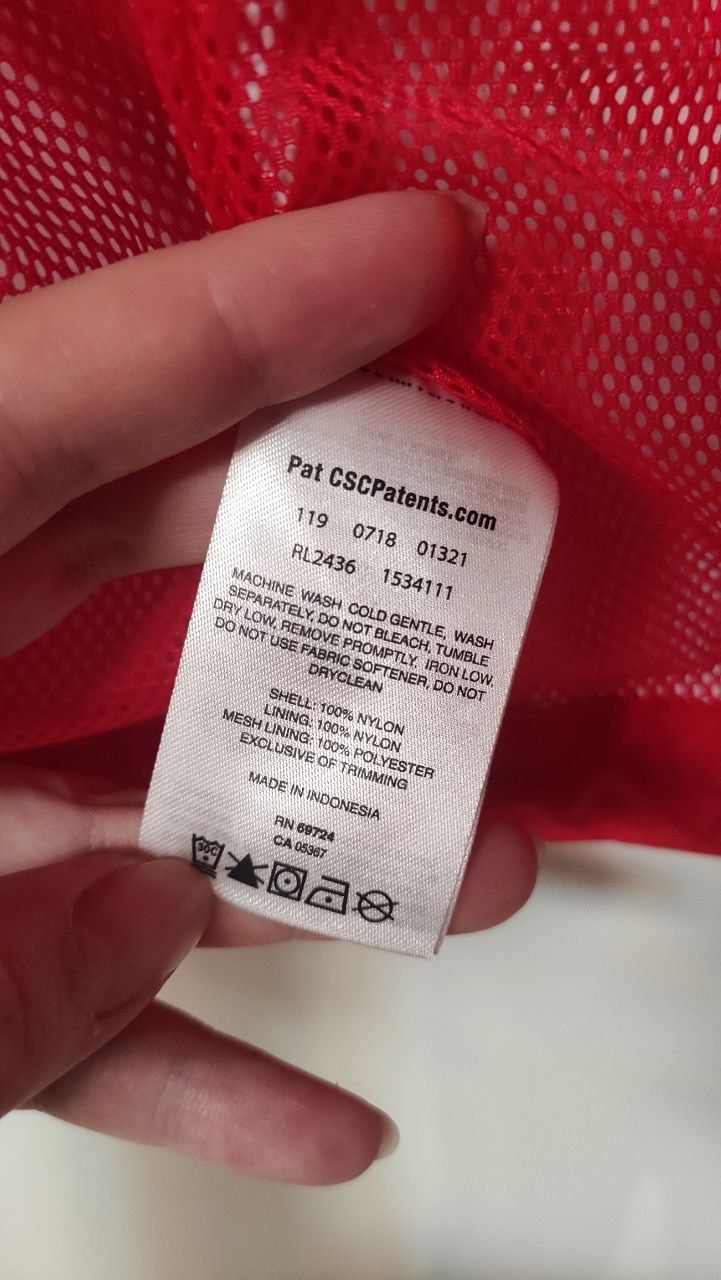 Pat CSCPatents.com
119 0718 01321
RL2436 1534111
MACHINE WASH COLD GENTLE, WASH
SEPARATELY, DO NOT BLEACH, TUMBLE
DRY LOW, REMOVE PROMPTLY. IRON LOW.
DO NOT USE FABRIC SOFTENER, DO NOT
DRYCLEAN
SHELL: 100% NYLON
LINING: 100% NYLON
MESH LINING: 100% POLYESTER
EXCLUSIVE OF TRIMMING
MADE IN INDONESIA
RN 69724
CA 05367
30C